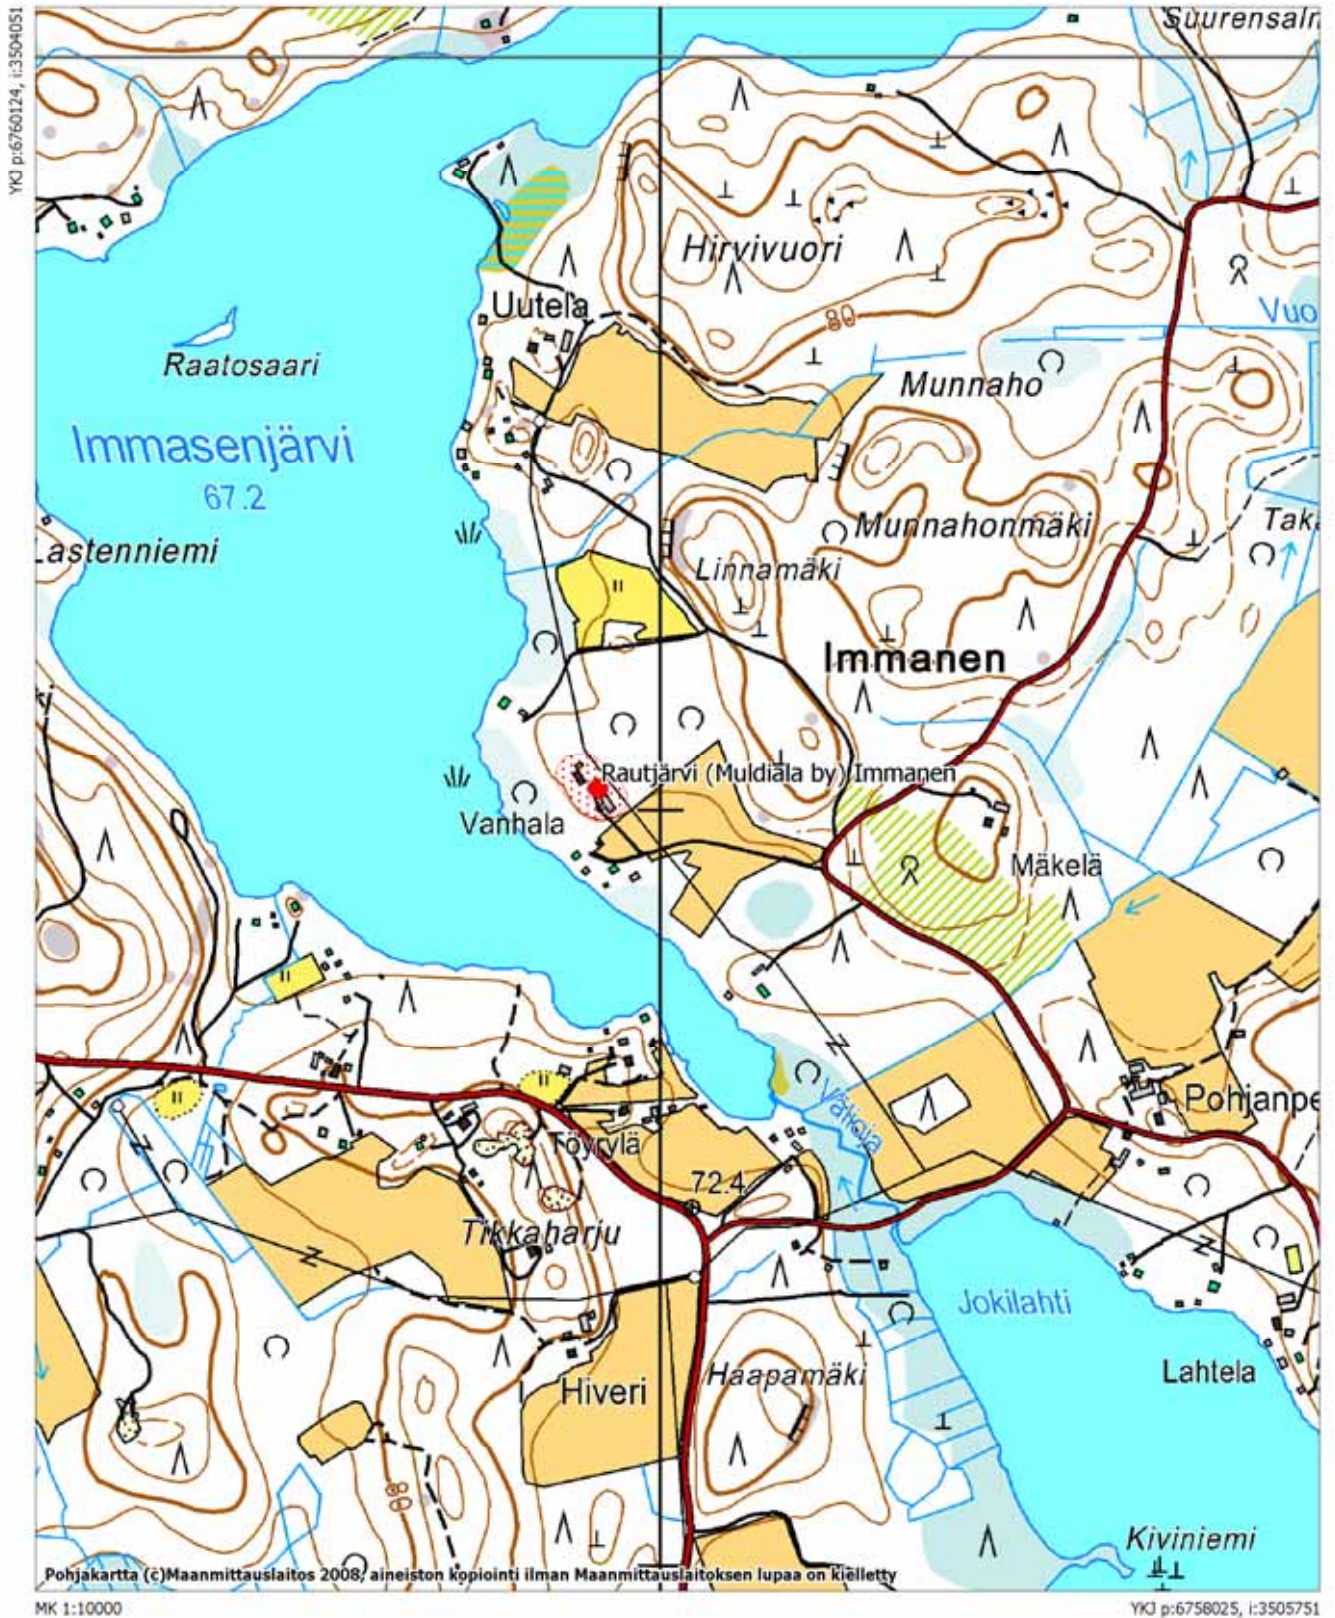 YKJ p:6760124, i:3504051
Hirvivuori
Uutela
80
Vuo
Raatosaari
Munnaho
Immasenjärvi
67.2
Munnahonmäki
Lastenniemi
Linnamäki
Immanen
Rautjärvi (Muldiala by) Immanen
Vanhala
Mäkelä
Välioja
Pohjanpe
Töyrylä
72.4
Tikkaharju
Jokilahti
Haapamäki
Lahtela
Hiveri
80
Kiviniemi
Pohjakartta (c)Maanmittauslaitos 2008, aineiston kopiointi ilman Maanmittauslaitoksen lupaa on kielletty
MK 1:10000
YKJ p:6758025, i:3505751